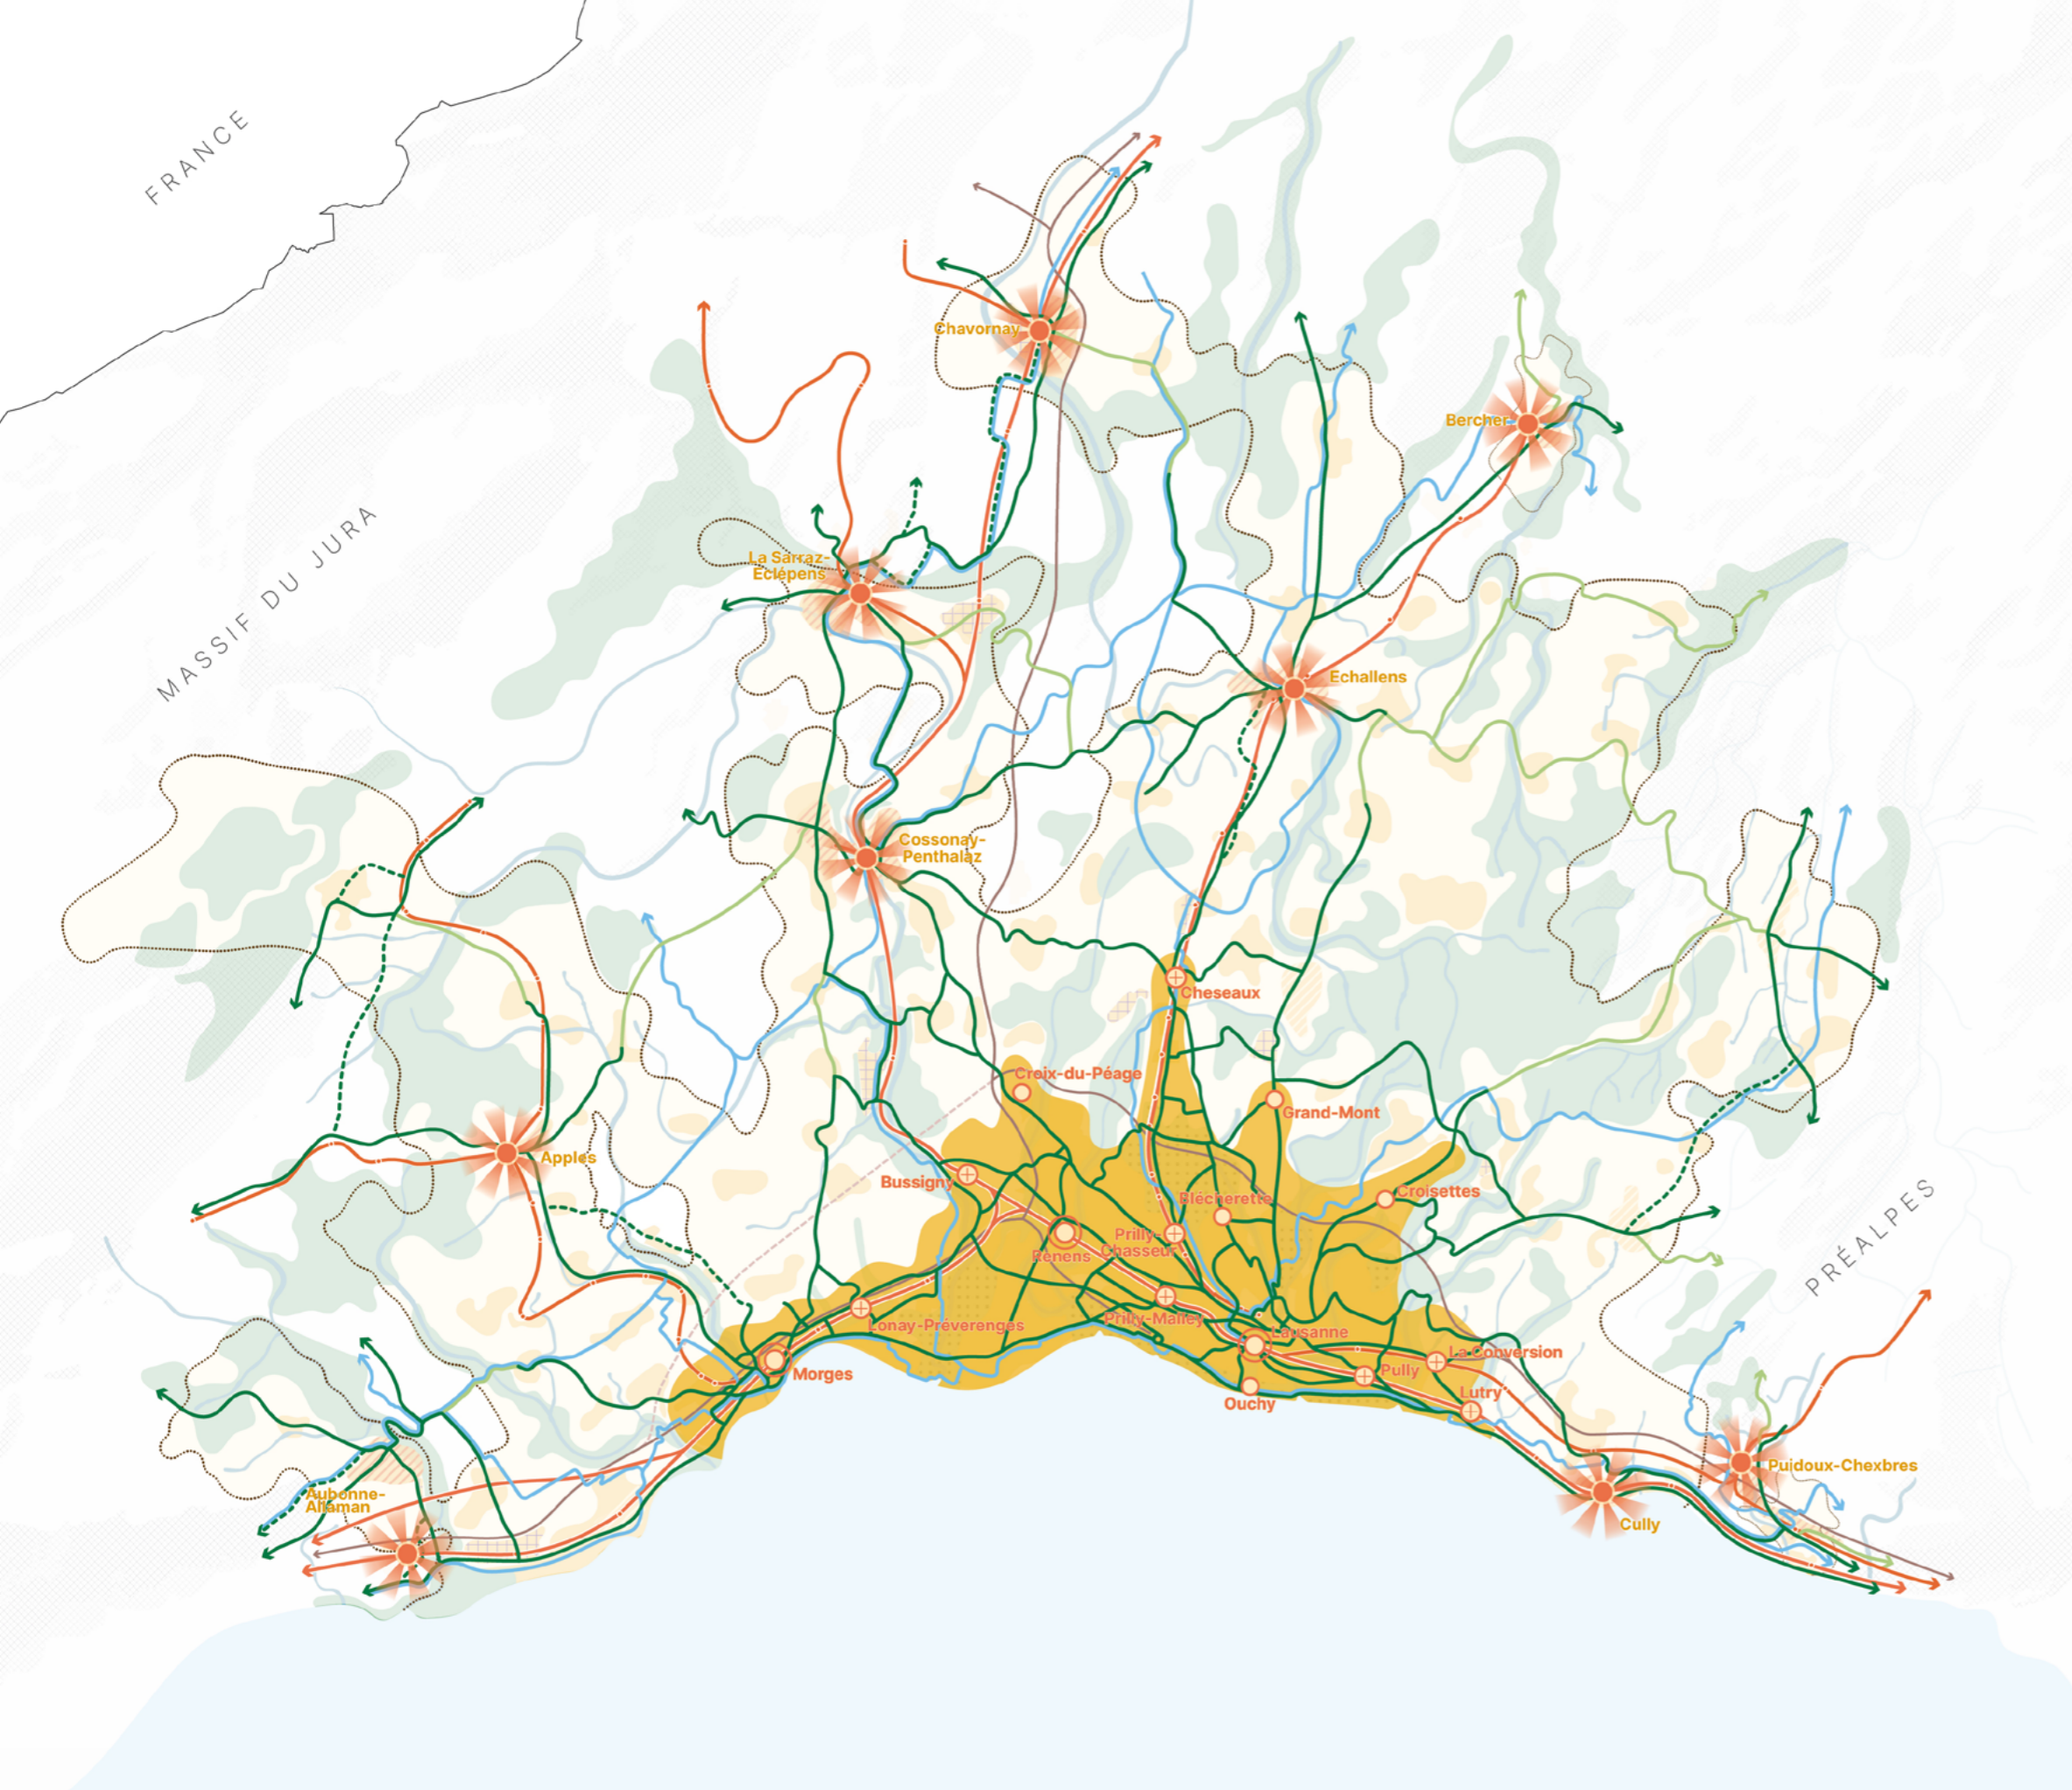 FRANCE
MASSIF DU JURA
Chavornay
Bercher
La Sarraz-
Eclépens
Echallens
Cossonay-
Penthalaz
Cheseaux
Croix-du-Péage
Grand-Mont
Apples
Bussigny
Blécherette
Croisettes
Prilly-
Chasseur
Renens
PRÉALPES
Lonay-Préverenges
Prilly-Malley
Lausanne
La Conversion
Morges
Pully
Lutry
Ouchy
Puidoux-Chexbres
Aubonne-
Allaman
Cully